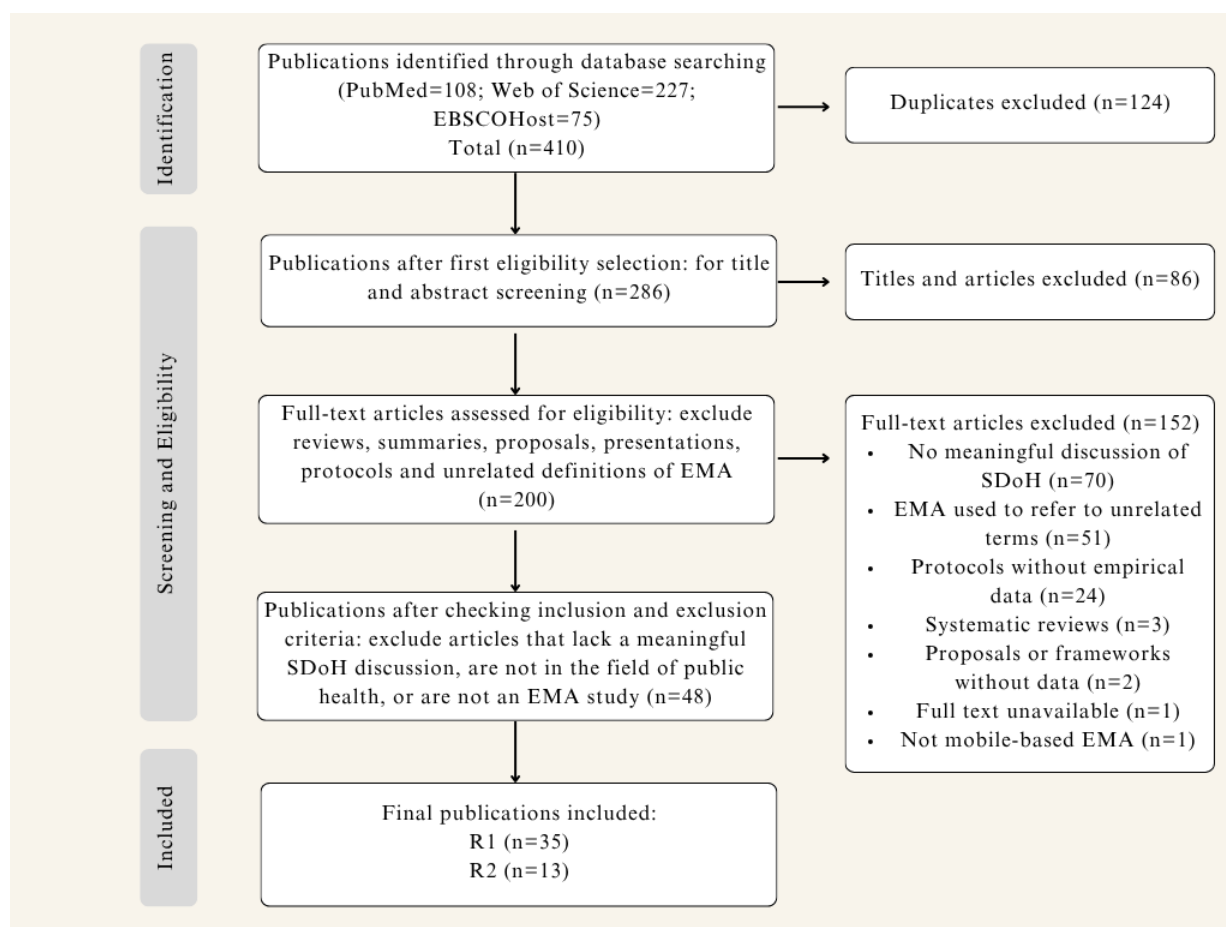 Identification
Publications identified through database searching
(PubMed=108; Web of Science=227;
EBSCOHost=75)
Total (n=410)
Duplicates excluded (n=124)
Screening and Eligibility
Publications after first eligibility selection: for title
and abstract screening (n=286)
Titles and articles excluded (n=86)
Full-text articles assessed for eligibility: exclude
reviews, summaries, proposals, presentations,
protocols and unrelated definitions of EMA
(n=200)
Full-text articles excluded (n=152)
• No meaningful discussion of
SDoH (n=70)
• EMA used to refer to unrelated
terms (n=51)
• Protocols without empirical
data (n=24)
• Systematic reviews (n=3)
• Proposals or frameworks
without data (n=2)
• Full text unavailable (n=1)
• Not mobile-based EMA (n=1)
Publications after checking inclusion and exclusion
criteria: exclude articles that lack a meaningful
SDoH discussion, are not in the field of public
health, or are not an EMA study (n=48)
Included
Final publications included:
R1 (n=35)
R2 (n=13)